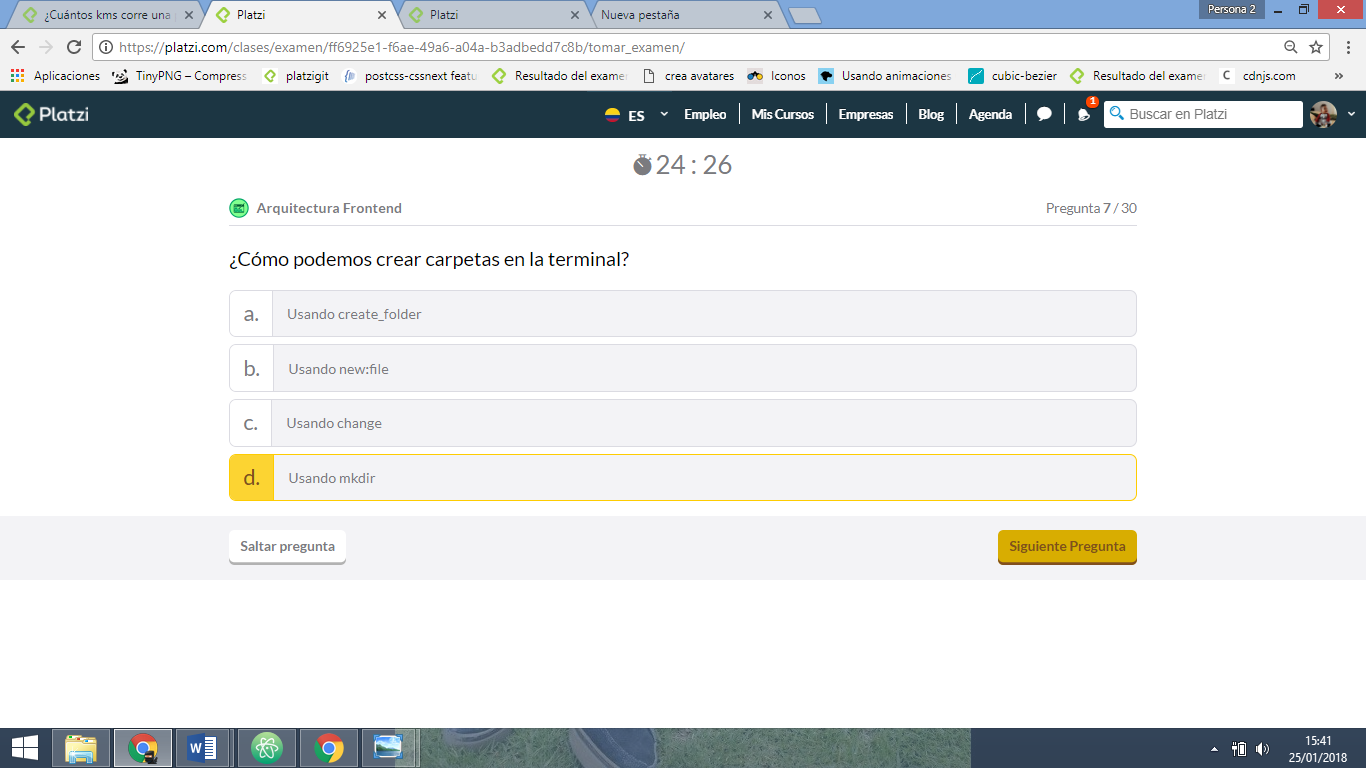 ¿Cuántos kms corre una
Platzi
Platzi
Nueva pestaña
Persona 2
https://platzi.com/clases/examen/ff6925e1-f6ae-49a6-a04a-b3adbedd7c8b/tomar_examen/
Aplicaciones
TinyPNG – Compress
platzigit
postcss-cssnext featu
Resultado del examen
crea avatares
Iconos
Usando animaciones
cubic-bezier
Resultado del examen
cdnjs.com
»
Platzi
ES
Empleo
Mis Cursos
Empresas
Blog
Agenda
1
Buscar en Platzi
24 : 26
Arquitectura Frontend
Pregunta 7 / 30
¿Cómo podemos crear carpetas en la terminal?
a. Usando create_folder
b. Usando new:file
c. Usando change
d. Usando mkdir
Saltar pregunta
Siguiente Pregunta
15:41
25/01/2018